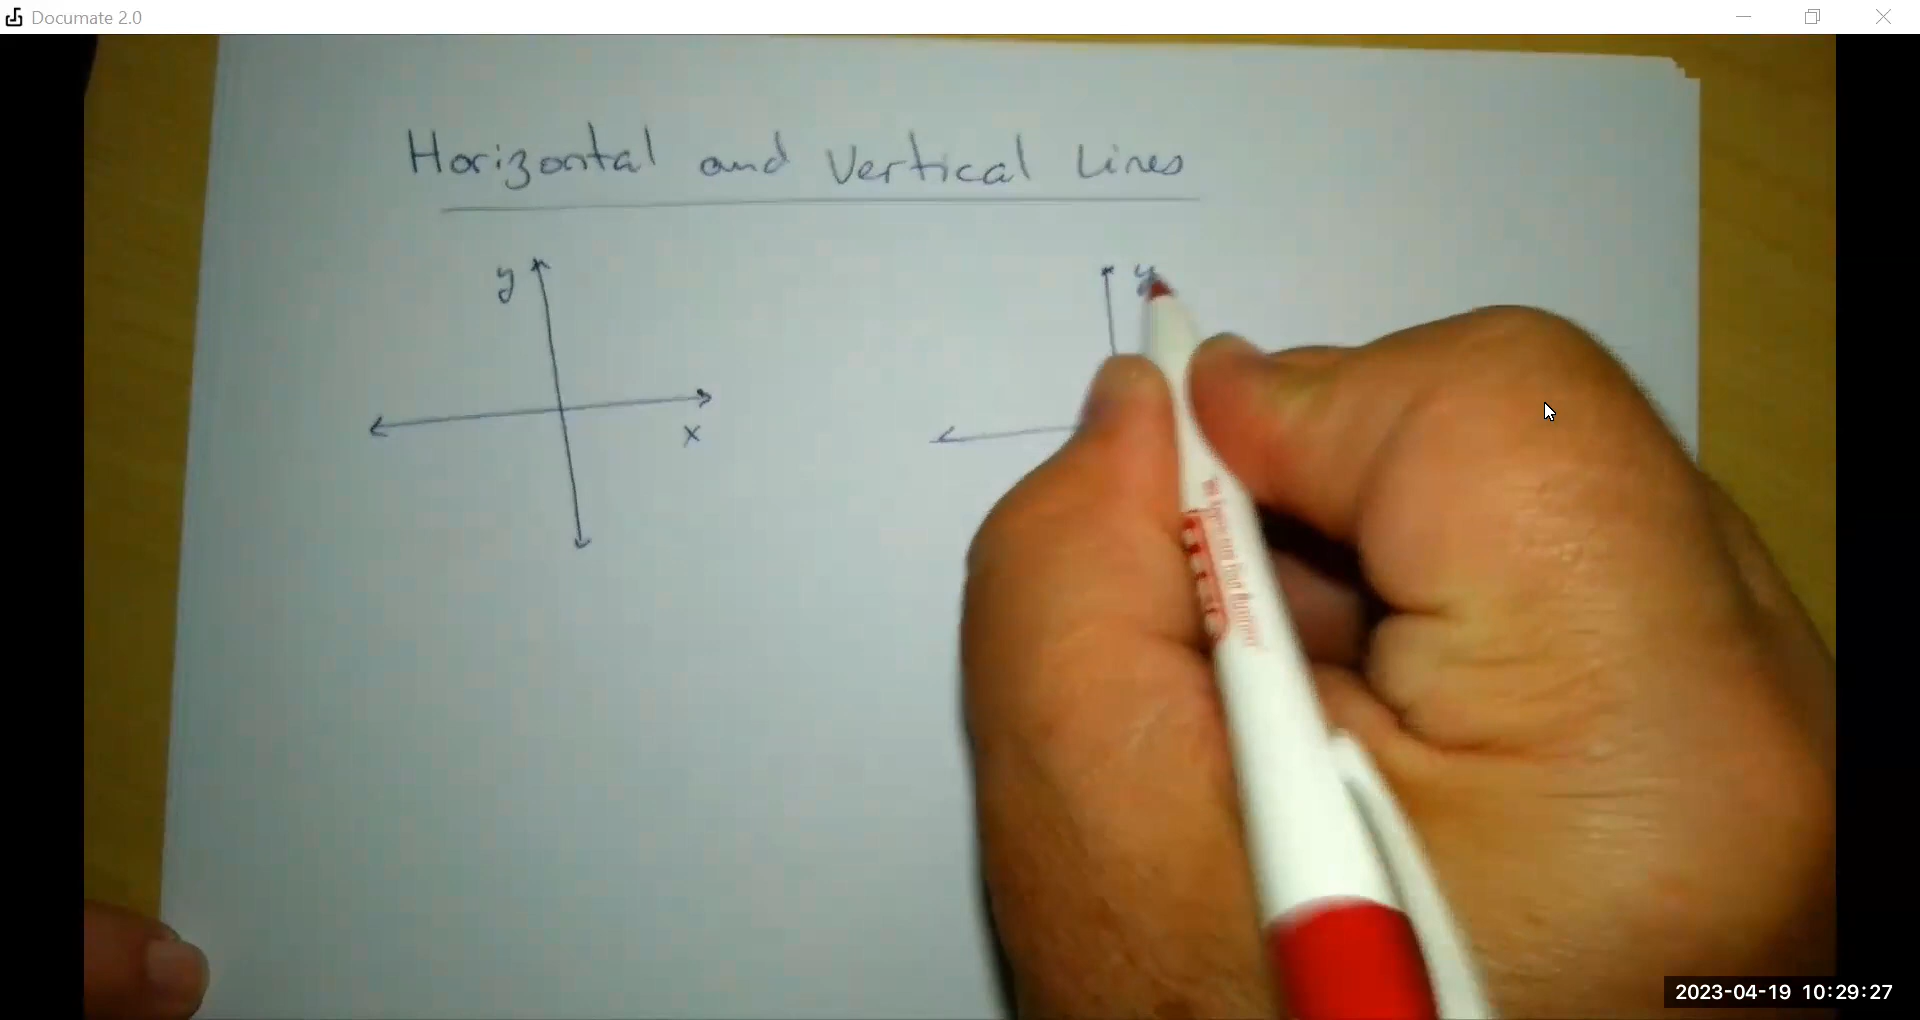 Documate 2.0
Horizontal and Vertical Lines
y
y
x
2023-04-19 10:29:27